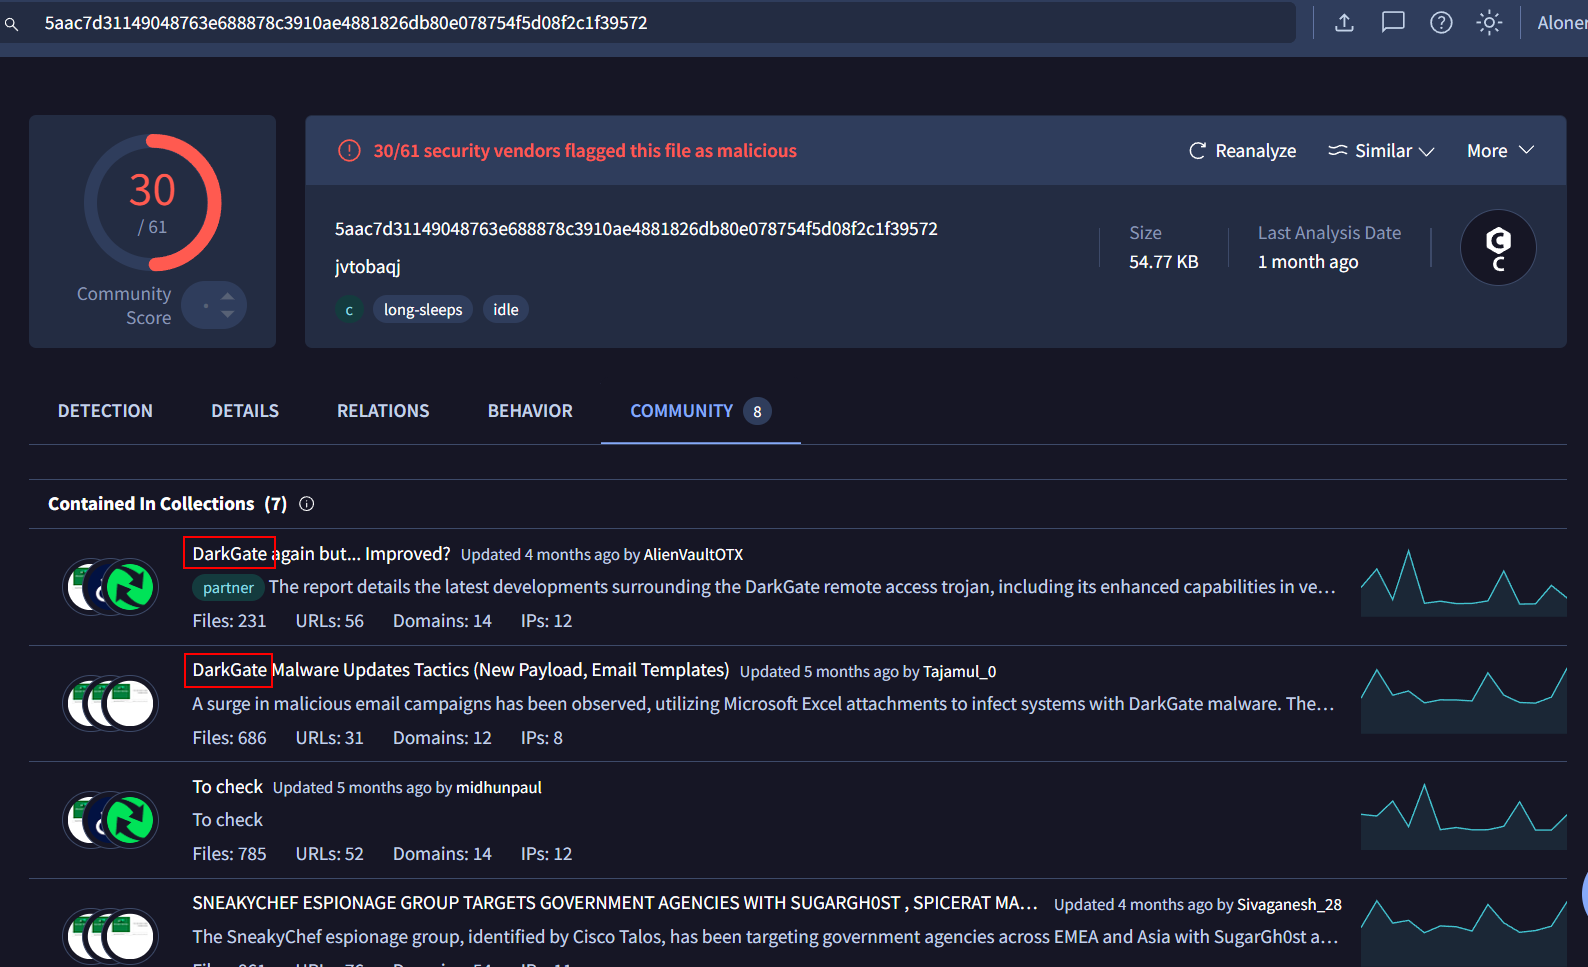 5aac7d31149048763e688878c3910ae4881826db80e078754f5d08f2c1f39572
Aloner
30
/ 61
Community
Score
30/61 security vendors flagged this file as malicious
Reanalyze
Similar
More
5aac7d31149048763e688878c3910ae4881826db80e078754f5d08f2c1f39572
jvtobaqj
c
long-sleeps
idle
Size
54.77 KB
Last Analysis Date
1 month ago
C
C
DETECTION
DETAILS
RELATIONS
BEHAVIOR
COMMUNITY 8
Contained In Collections (7)
DarkGate again but... Improved? Updated 4 months ago by AlienVaultOTX
partner The report details the latest developments surrounding the DarkGate remote access trojan, including its enhanced capabilities in ve...
Files: 231 URLs: 56 Domains: 14 IPs: 12
DarkGate Malware Updates Tactics (New Payload, Email Templates) Updated 5 months ago by Tajamul_0
A surge in malicious email campaigns has been observed, utilizing Microsoft Excel attachments to infect systems with DarkGate malware. The...
Files: 686 URLs: 31 Domains: 12 IPs: 8
To check Updated 5 months ago by midhunpaul
To check
Files: 785 URLs: 52 Domains: 14 IPs: 12
SNEAKYCHEF ESPIONAGE GROUP TARGETS GOVERNMENT AGENCIES WITH SUGARGH0ST , SPICERAT MA... Updated 4 months ago by Sivaganesh_28
The SneakyChef espionage group, identified by Cisco Talos, has been targeting government agencies across EMEA and Asia with SugarGh0st a...